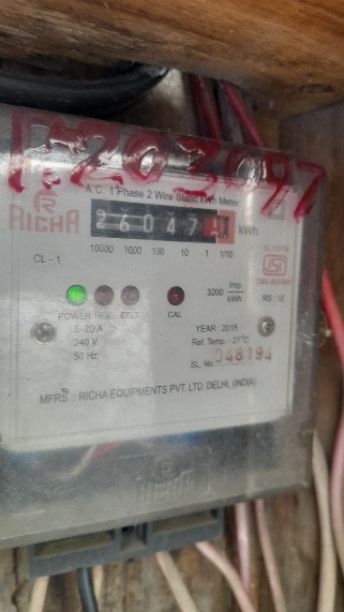 A.C. 1 Phase 2 Wire Static kWh Meter
RICHA
26047
kWh
10000 1000 100 10 1 1/10
CL - 1
3200 Imp/kWh
POWER REV. E/FLT CAL
5-20 A
240 V
50 Hz
YEAR : 2015
Ref. Temp. -27°C
SL. No. 048194
MFRS : RICHA EQUIPMENTS PVT. LTD. DELHI, (INDIA)